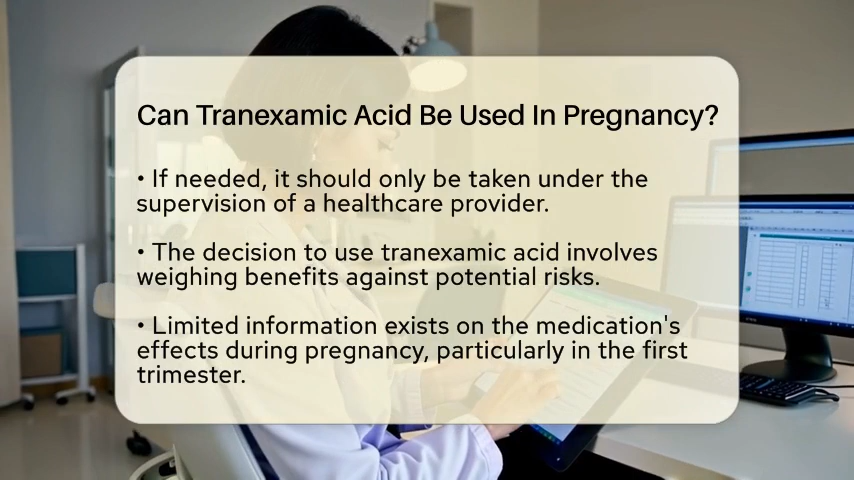 Can Tranexamic Acid Be Used In Pregnancy?
• If needed, it should only be taken under the
supervision of a healthcare provider.
• The decision to use tranexamic acid involves
weighing benefits against potential risks.
• Limited information exists on the medication's
effects during pregnancy, particularly in the first
trimester.